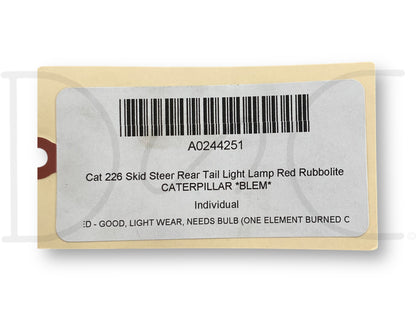 A0244251
Cat 226 Skid Steer Rear Tail Light Lamp Red Rubbolite
CATERPILLAR *BLEM*
Individual
ED - GOOD, LIGHT WEAR, NEEDS BULB (ONE ELEMENT BURNED O